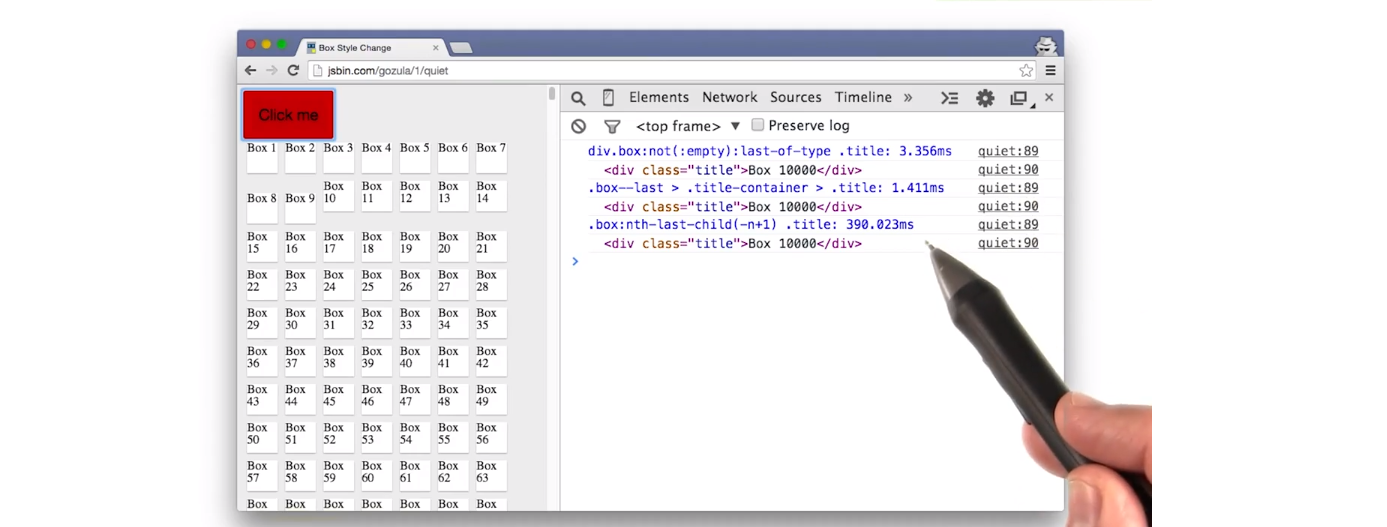 Box Style Change
jsbin.com/gozula/1/quiet
Click me
Box 1 Box 2 Box 3 Box 4 Box 5 Box 6 Box 7
Box 8 Box 9 Box 10 Box 11 Box 12 Box 13 Box 14
Box 15 Box 16 Box 17 Box 18 Box 19 Box 20 Box 21
Box 22 Box 23 Box 24 Box 25 Box 26 Box 27 Box 28
Box 29 Box 30 Box 31 Box 32 Box 33 Box 34 Box 35
Box 36 Box 37 Box 38 Box 39 Box 40 Box 41 Box 42
Box 43 Box 44 Box 45 Box 46 Box 47 Box 48 Box 49
Box 50 Box 51 Box 52 Box 53 Box 54 Box 55 Box 56
Box 57 Box 58 Box 59 Box 60 Box 61 Box 62 Box 63
Box Box Box Box Box Box Box
Elements Network Sources Timeline »
<top frame> ▼ Preserve log
div.box:not(:empty):last-of-type .title: 3.356ms quiet:89
<div class="title">Box 10000</div> quiet:90
.box--last > .title-container > .title: 1.411ms quiet:89
<div class="title">Box 10000</div> quiet:90
.box:nth-last-child(-n+1) .title: 390.023ms quiet:89
<div class="title">Box 10000</div> quiet:90
>